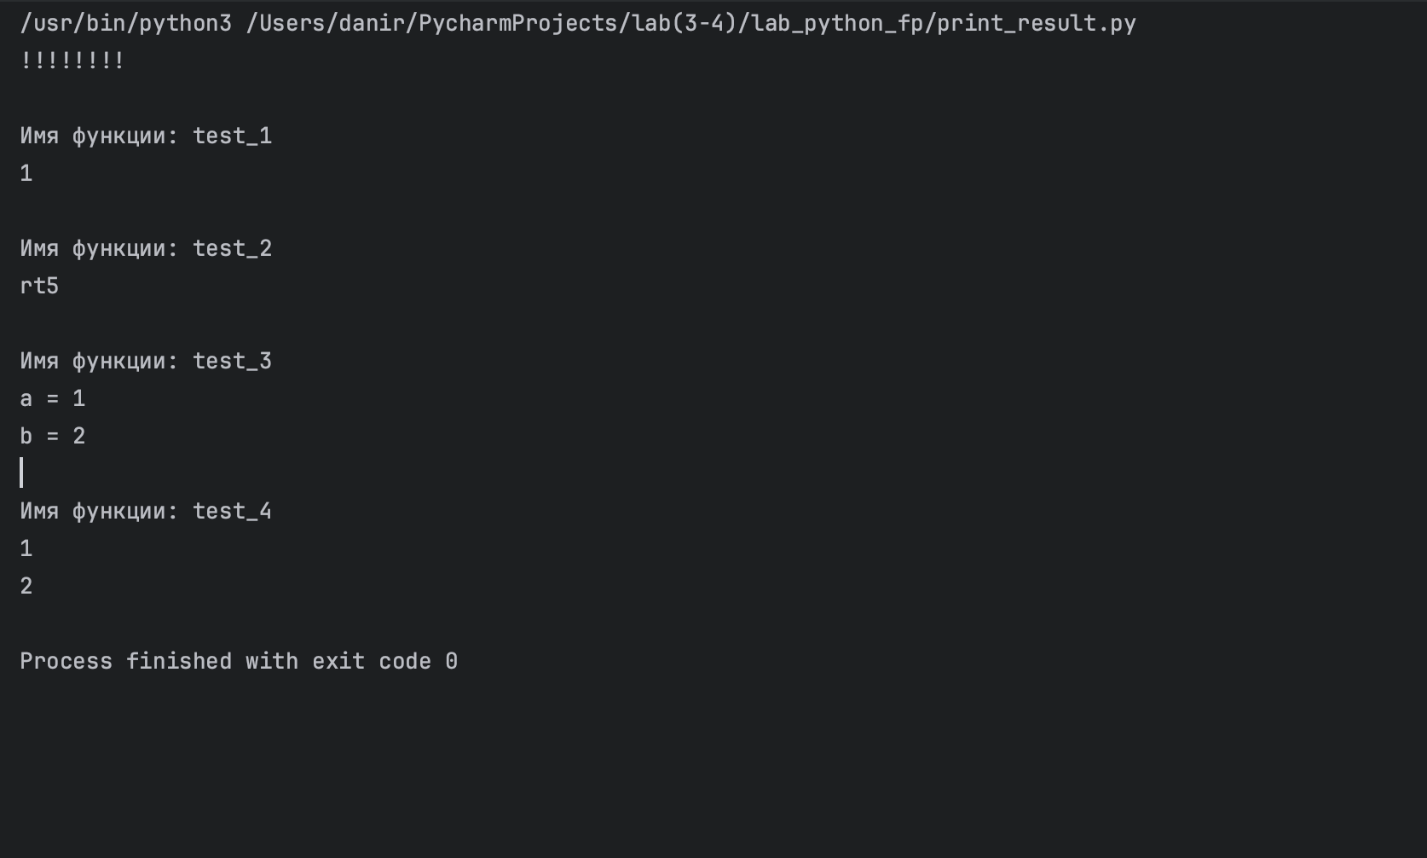 /usr/bin/python3 /Users/danir/PycharmProjects/lab(3-4)/lab_python_fp/print_result.py
!!!!!!!!
Имя функции: test_1
1
Имя функции: test_2
rt5
Имя функции: test_3
a = 1
b = 2
Имя функции: test_4
1
2
Process finished with exit code 0